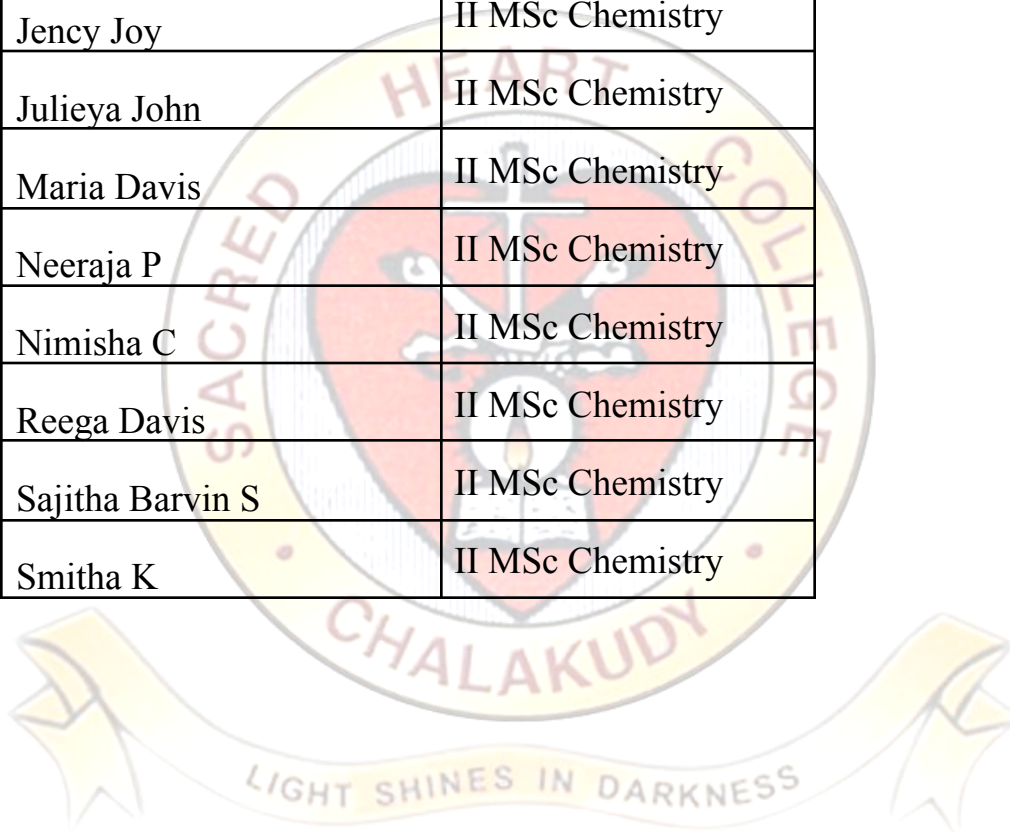 Jency Joy II MSc Chemistry
Julieya John II MSc Chemistry
Maria Davis II MSc Chemistry
Neeraja P II MSc Chemistry
Nimisha C II MSc Chemistry
Reega Davis II MSc Chemistry
Sajitha Barvin S II MSc Chemistry
Smitha K II MSc Chemistry
SACRED HEART COLLEGE
CHALAKUDY
LIGHT SHINES IN DARKNESS